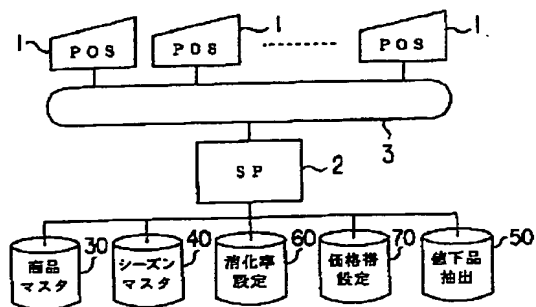 1 POS 1 POS 1 POS
3
SP 2
30 40 60 70 50
商品 シーズン 消化率 価格帯 値下品
マスタ マスタ 設定 設定 抽出